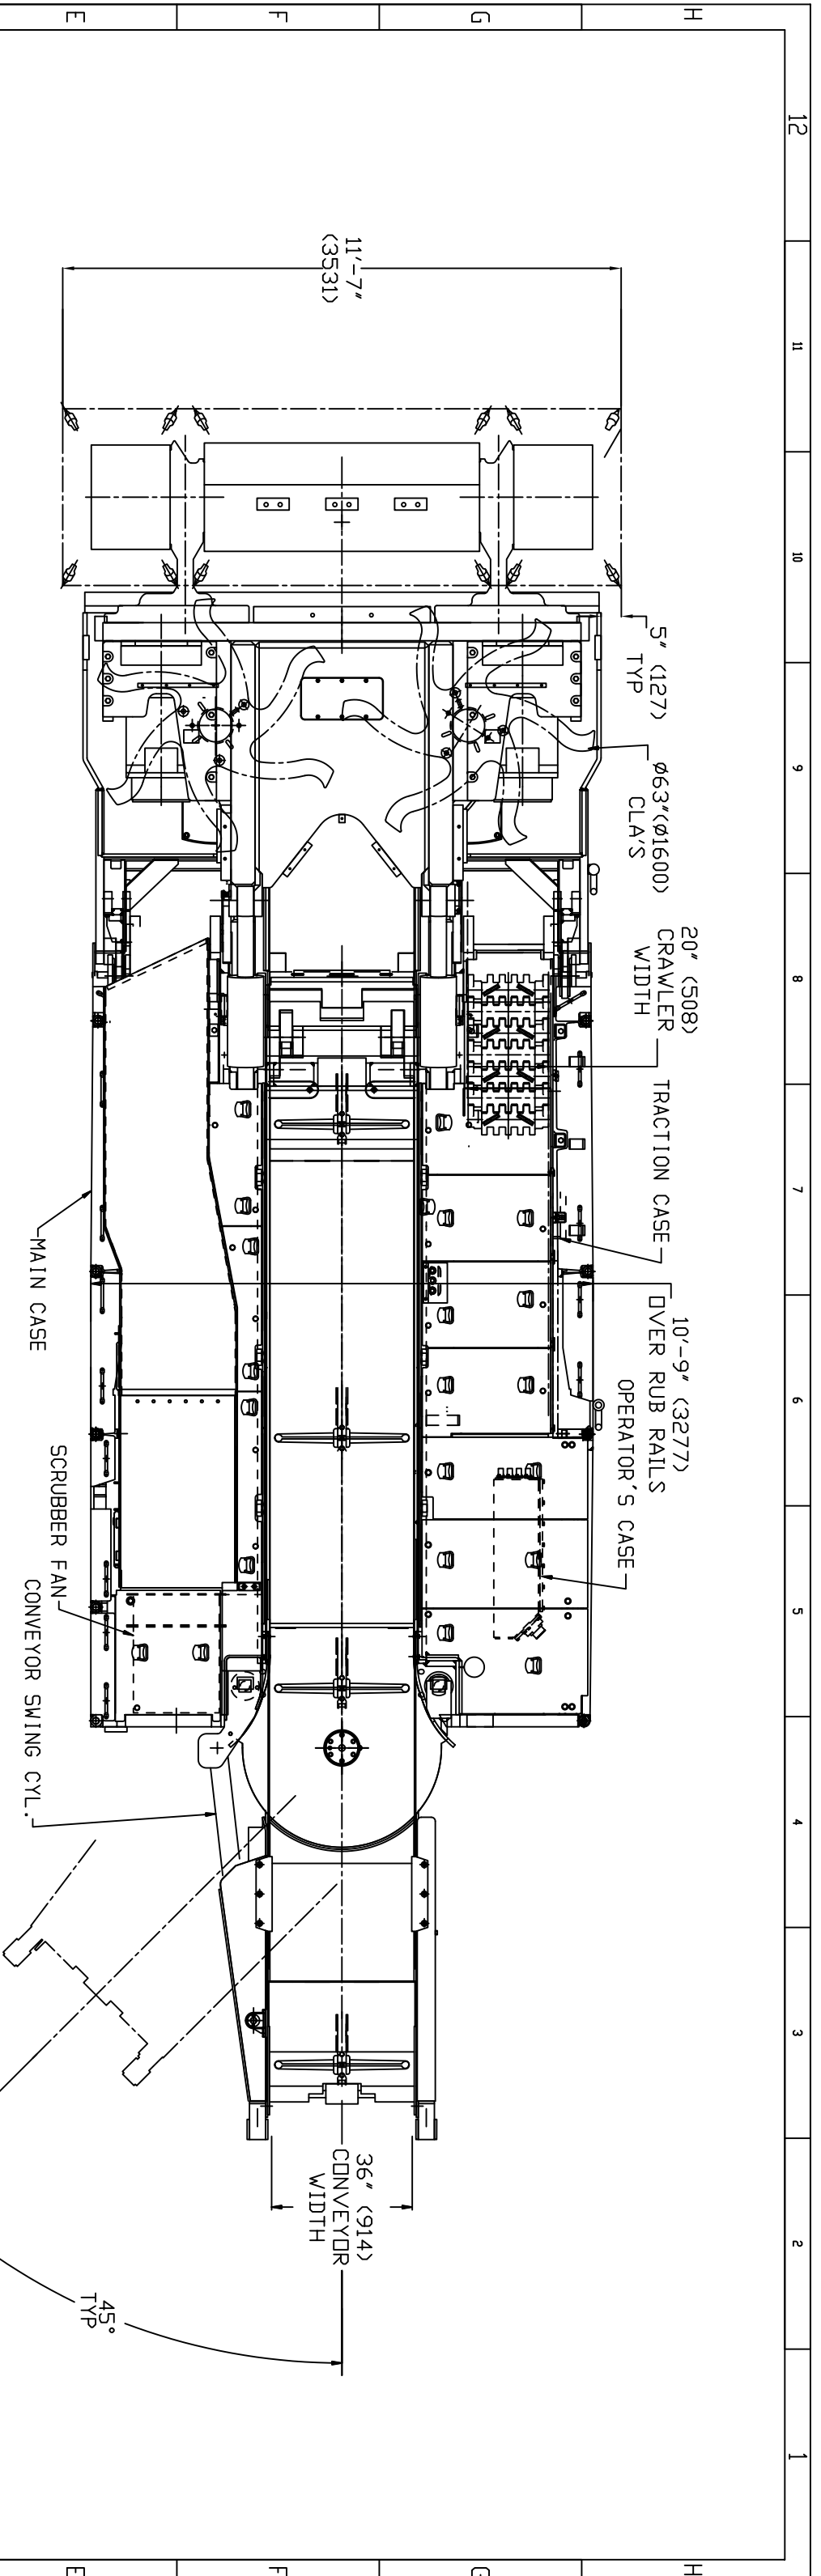 H
G
F
E
12
11
10
9
8
7
6
5
4
3
2
1
11'-7"
(3531)
5" (127)
TYP
Ø63"(Ø1600)
CLA'S
20" (508)
CRAWLER
WIDTH
TRACTION CASE
10'-9" (3277)
OVER RUB RAILS
OPERATOR'S CASE
MAIN CASE
SCRUBBER FAN
CONVEYOR SWING CYL.
36" (914)
CONVEYOR
WIDTH
45°
TYP
H
G
F
E